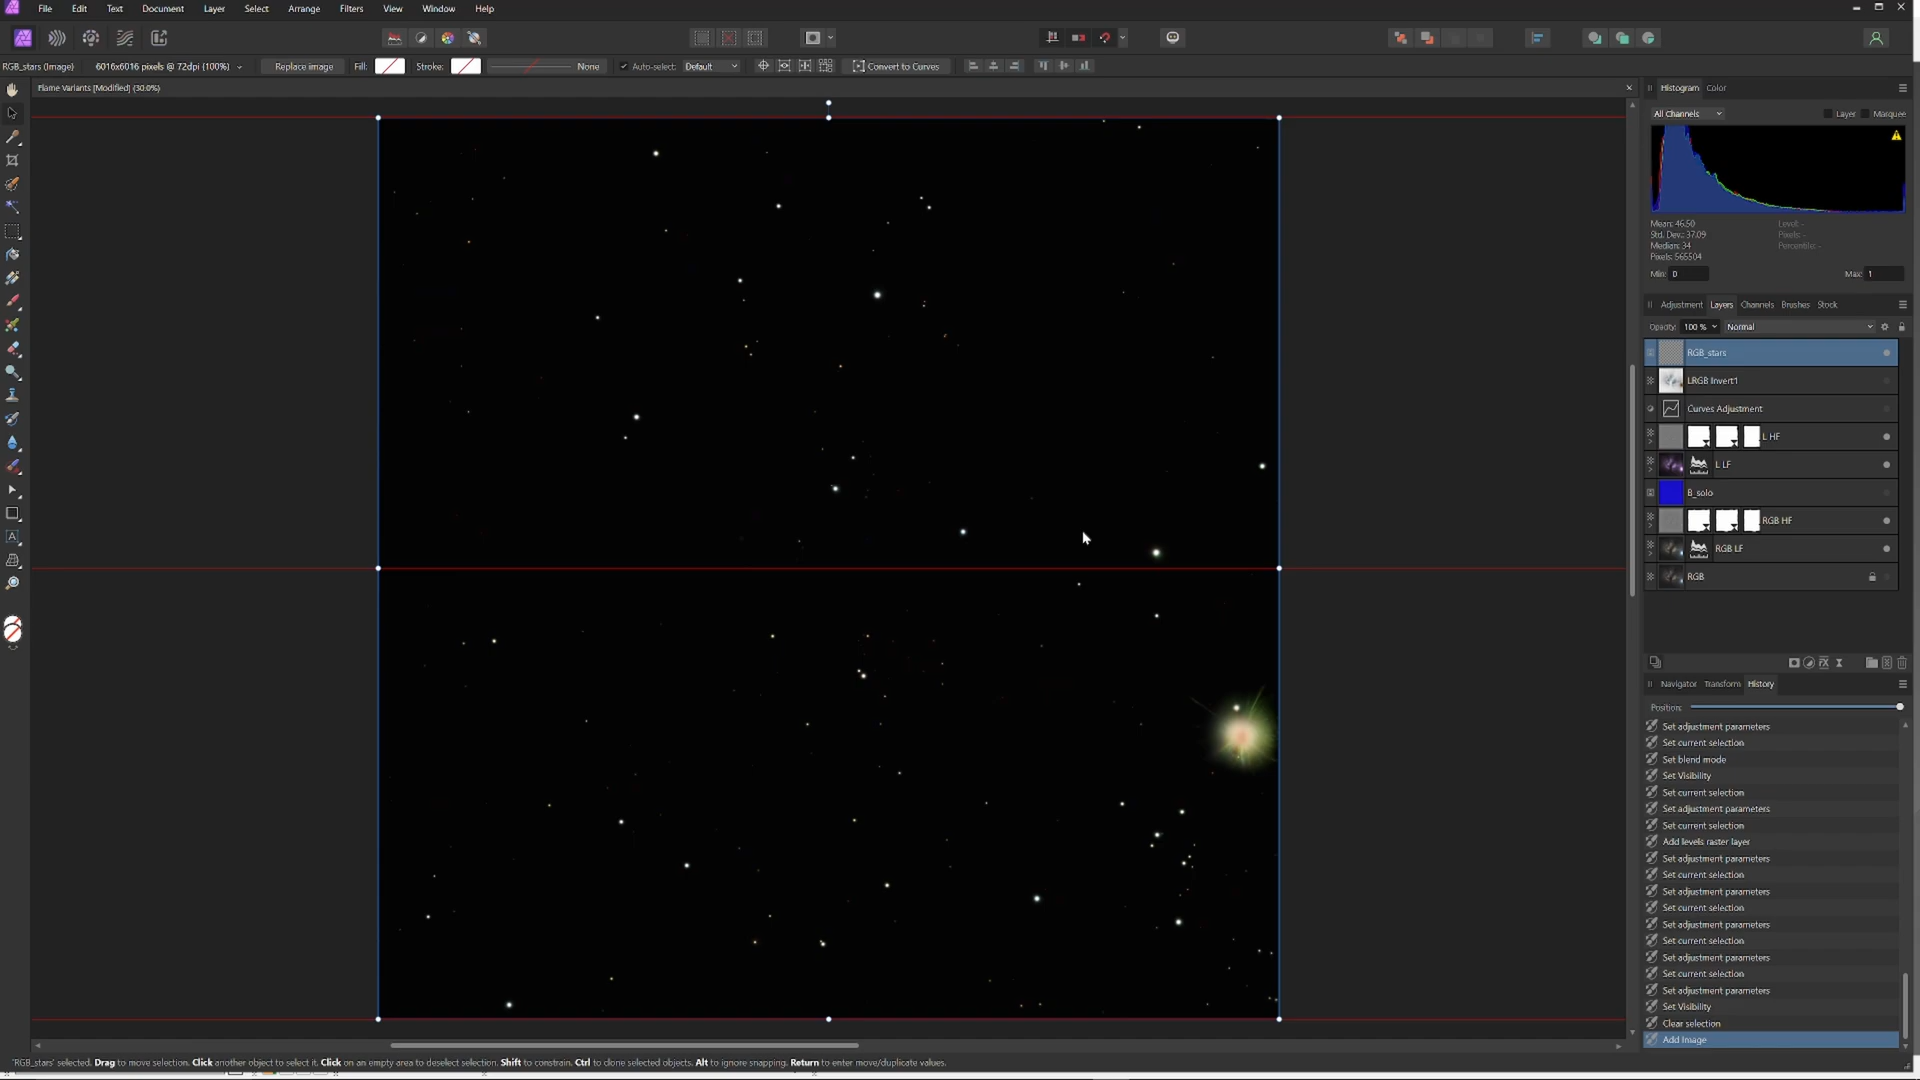 File Edit Text Document Layer Select Arrange Filters View Window Help
RGB_stars (Image) 6016x6016 pixels @ 72dpi (100%) Replace image Fill: Stroke: None Auto-select: Default Convert to Curves
Flame Variants [Modified] (30.0%)
Histogram Color
All Channels Layer Marquee
Mean: 46.50 Level: -
Std. Dev.: 37.09 Pixels: -
Median: 34 Percentile: -
Pixels: 565504
Min: 0 Max: 1
Adjustment Layers Channels Brushes Stock
Opacity: 100 % Normal
RGB_stars
LRGB Invert1
Curves Adjustment
L HF
L LF
B_solo
RGB HF
RGB LF
RGB
Navigator Transform History
Position:
Set adjustment parameters
Set current selection
Set blend mode
Set Visibility
Set current selection
Set adjustment parameters
Set current selection
Add levels raster layer
Set adjustment parameters
Set current selection
Set adjustment parameters
Set current selection
Set adjustment parameters
Set current selection
Set adjustment parameters
Set current selection
Set adjustment parameters
Set Visibility
Clear selection
Add Image
'RGB_stars' selected. Drag to move selection. Click another object to select it. Click on an empty area to deselect selection. Shift to constrain. Ctrl to clone selected objects. Alt to ignore snapping. Return to enter move/duplicate values.